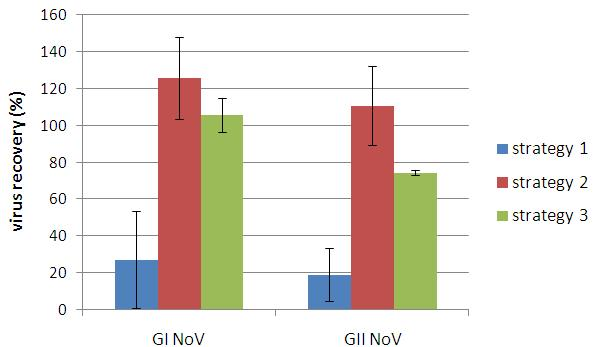 160
140
120
100
80
60
40
20
0
virus recovery (%)
GI NoV
GII NoV
strategy 1
strategy 2
strategy 3